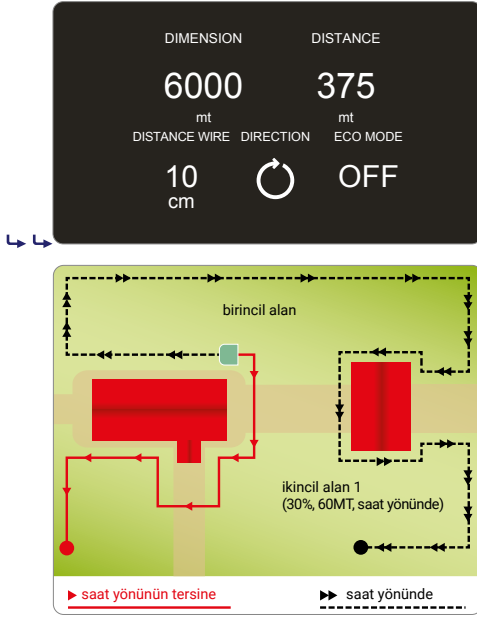 DIMENSION DISTANCE
6000 375
mt mt
DISTANCE WIRE DIRECTION ECO MODE
10 OFF
cm
birincil alan
ikincil alan 1
(30%, 60MT, saat yönünde)
saat yönünün tersine saat yönünde